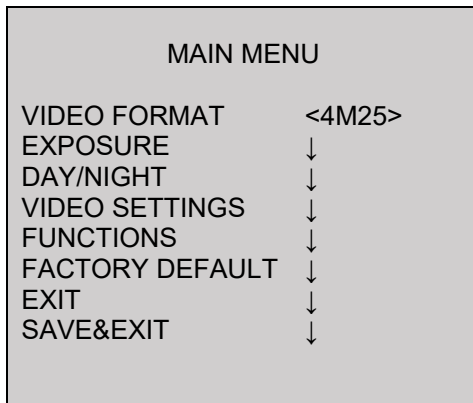 MAIN MENU
VIDEO FORMAT <4M25>
EXPOSURE ↓
DAY/NIGHT ↓
VIDEO SETTINGS ↓
FUNCTIONS ↓
FACTORY DEFAULT ↓
EXIT ↓
SAVE&EXIT ↓